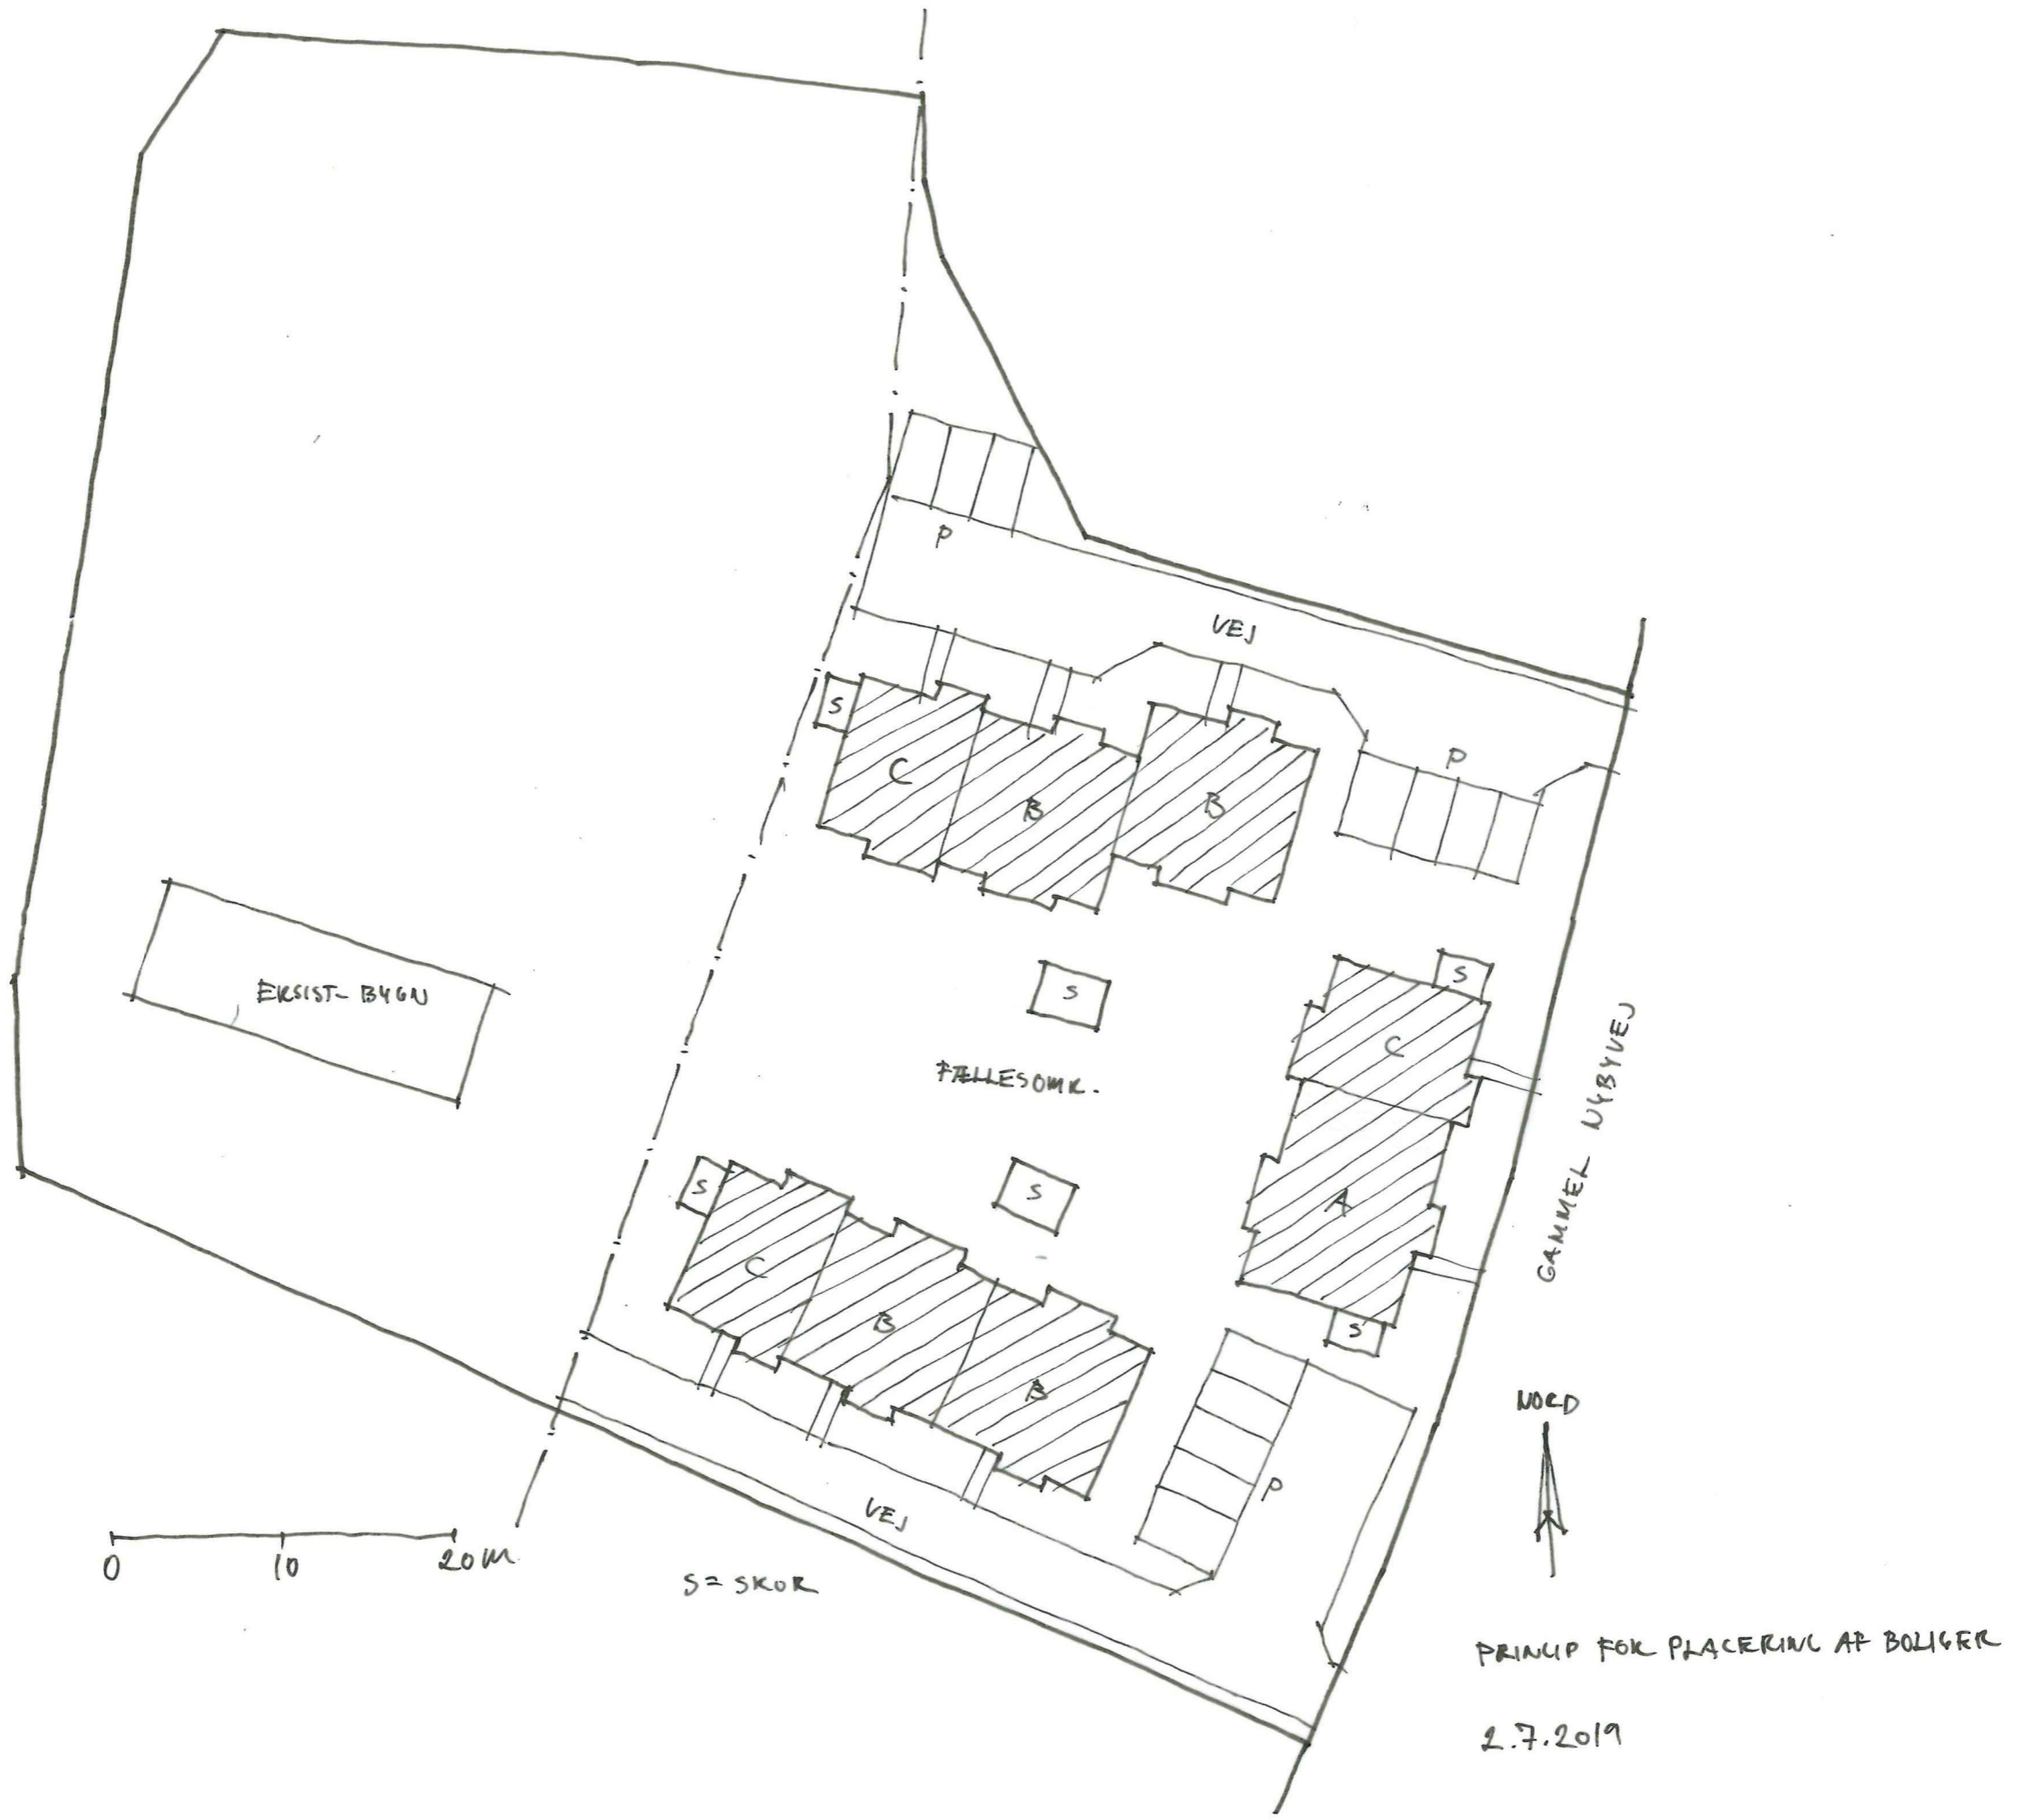 P
VEJ
S
C
B
B
P
S
S
C
EKSIST- BYGN
FÆLLESOMR.
GAMMEL NYBYVEJ
S
S
A
C
B
B
S
P
NORD
VEJ
0 10 20 M
S = SKUR
PRINCIP FOR PLACERING AF BOLIGER
2.7.2019